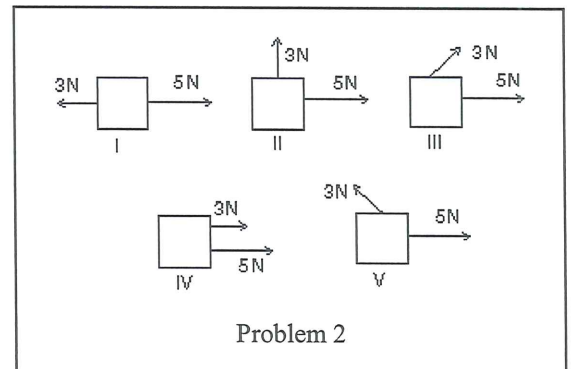 3N 5N I
3N 5N II
3N 5N III
3N 5N IV
3N 5N V
Problem 2